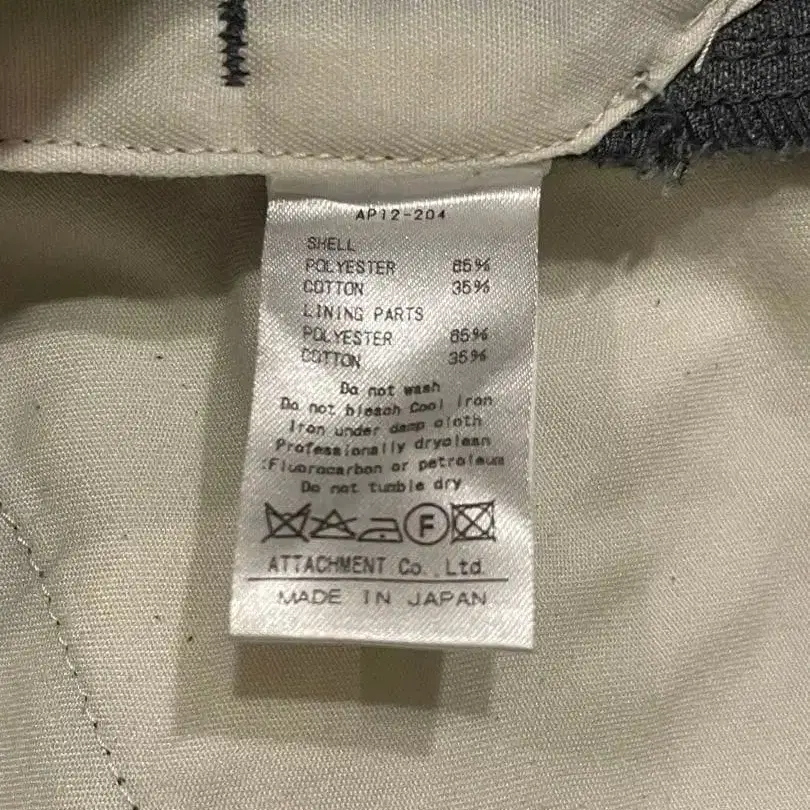 AP12-204
SHELL
POLYESTER 65%
COTTON 35%
LINING PARTS
POLYESTER 65%
COTTON 35%
Do not wash
Do not bleach Cool iron
Iron under damp cloth
Professionally dryclean
:Fluorocarbon or petroleum
Do not tumble dry
F
ATTACHMENT Co.,Ltd
MADE IN JAPAN